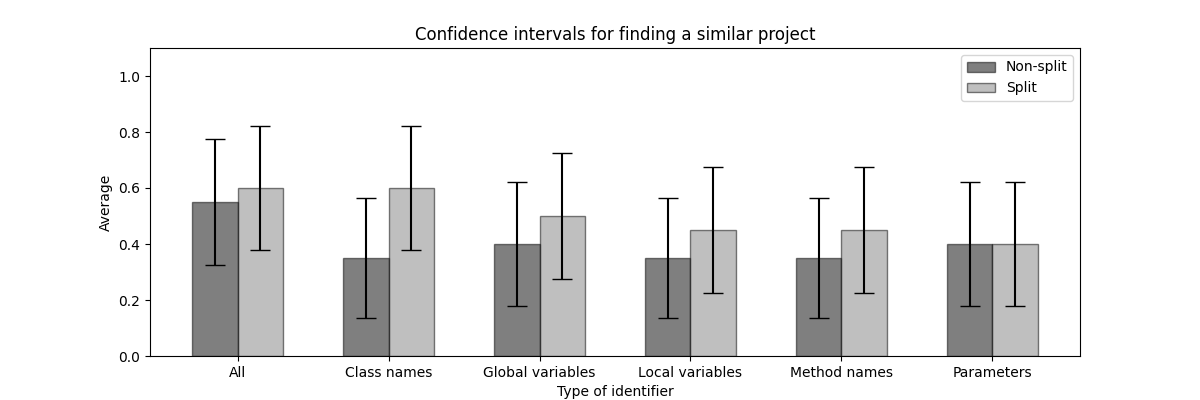 Confidence intervals for finding a similar project
Non-split
Split
1.0
0.8
0.6
0.4
0.2
0.0
Average
All
Class names
Global variables
Local variables
Method names
Parameters
Type of identifier